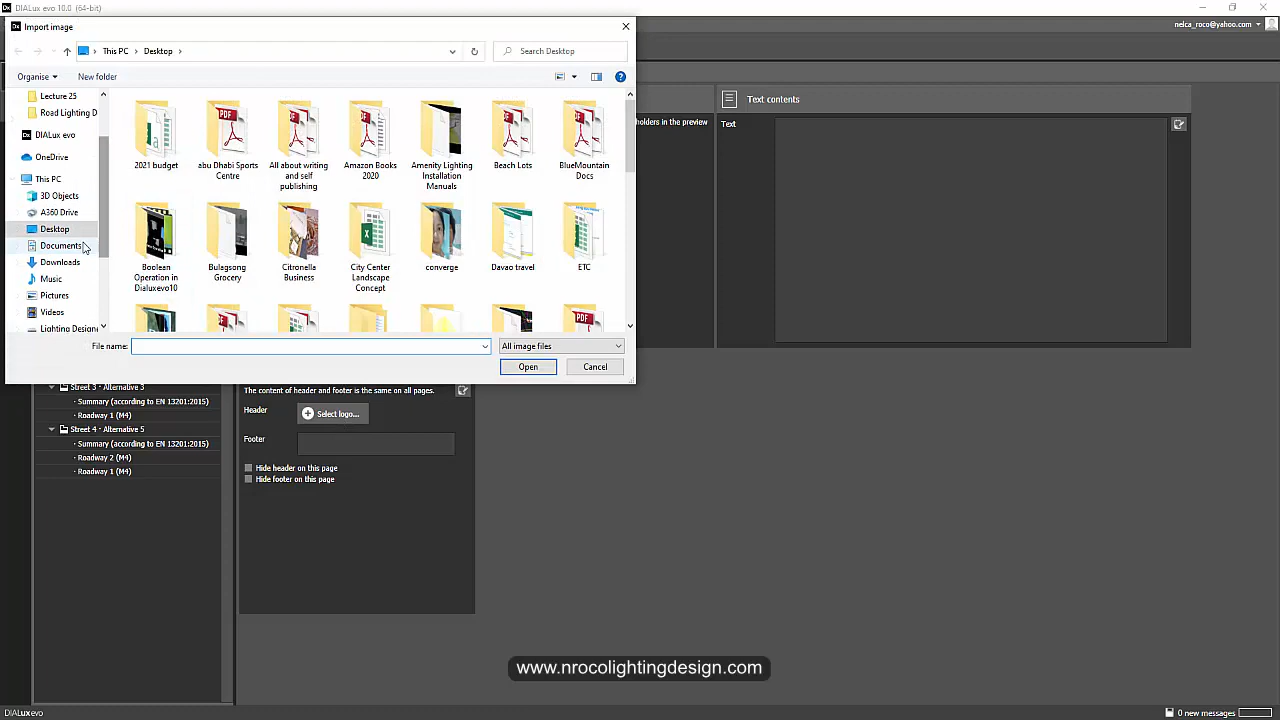 DIALux evo 10.0 (64-bit)
nelca_roco@yahoo.com
Import image
This PC
Desktop
Search Desktop
Organise
New folder
Lecture 25
Road Lighting D
DIALux evo
OneDrive
This PC
3D Objects
A360 Drive
Desktop
Documents
Downloads
Music
Pictures
Videos
Lighting Designe
2021 budget
abu Dhabi Sports
Centre
All about writing
and self
publishing
Amazon Books
2020
Amenity Lighting
Installation
Manuals
Beach Lots
BlueMountain
Docs
Boolean
Operation in
Dialuxevo10
Bulagsong
Grocery
Citronella
Business
City Center
Landscape
Concept
converge
Davao travel
ETC
File name:
All image files
Open
Cancel
holders in the preview
Text contents
Text
Street 3 - Alternative 3
Summary (according to EN 13201:2015)
Roadway 1 (M4)
Street 4 - Alternative 5
Summary (according to EN 13201:2015)
Roadway 2 (M4)
Roadway 1 (M4)
The content of header and footer is the same on all pages.
Header
Select logo...
Footer
Hide header on this page
Hide footer on this page
www.nrocolightingdesign.com
DIALux evo
0 new messages